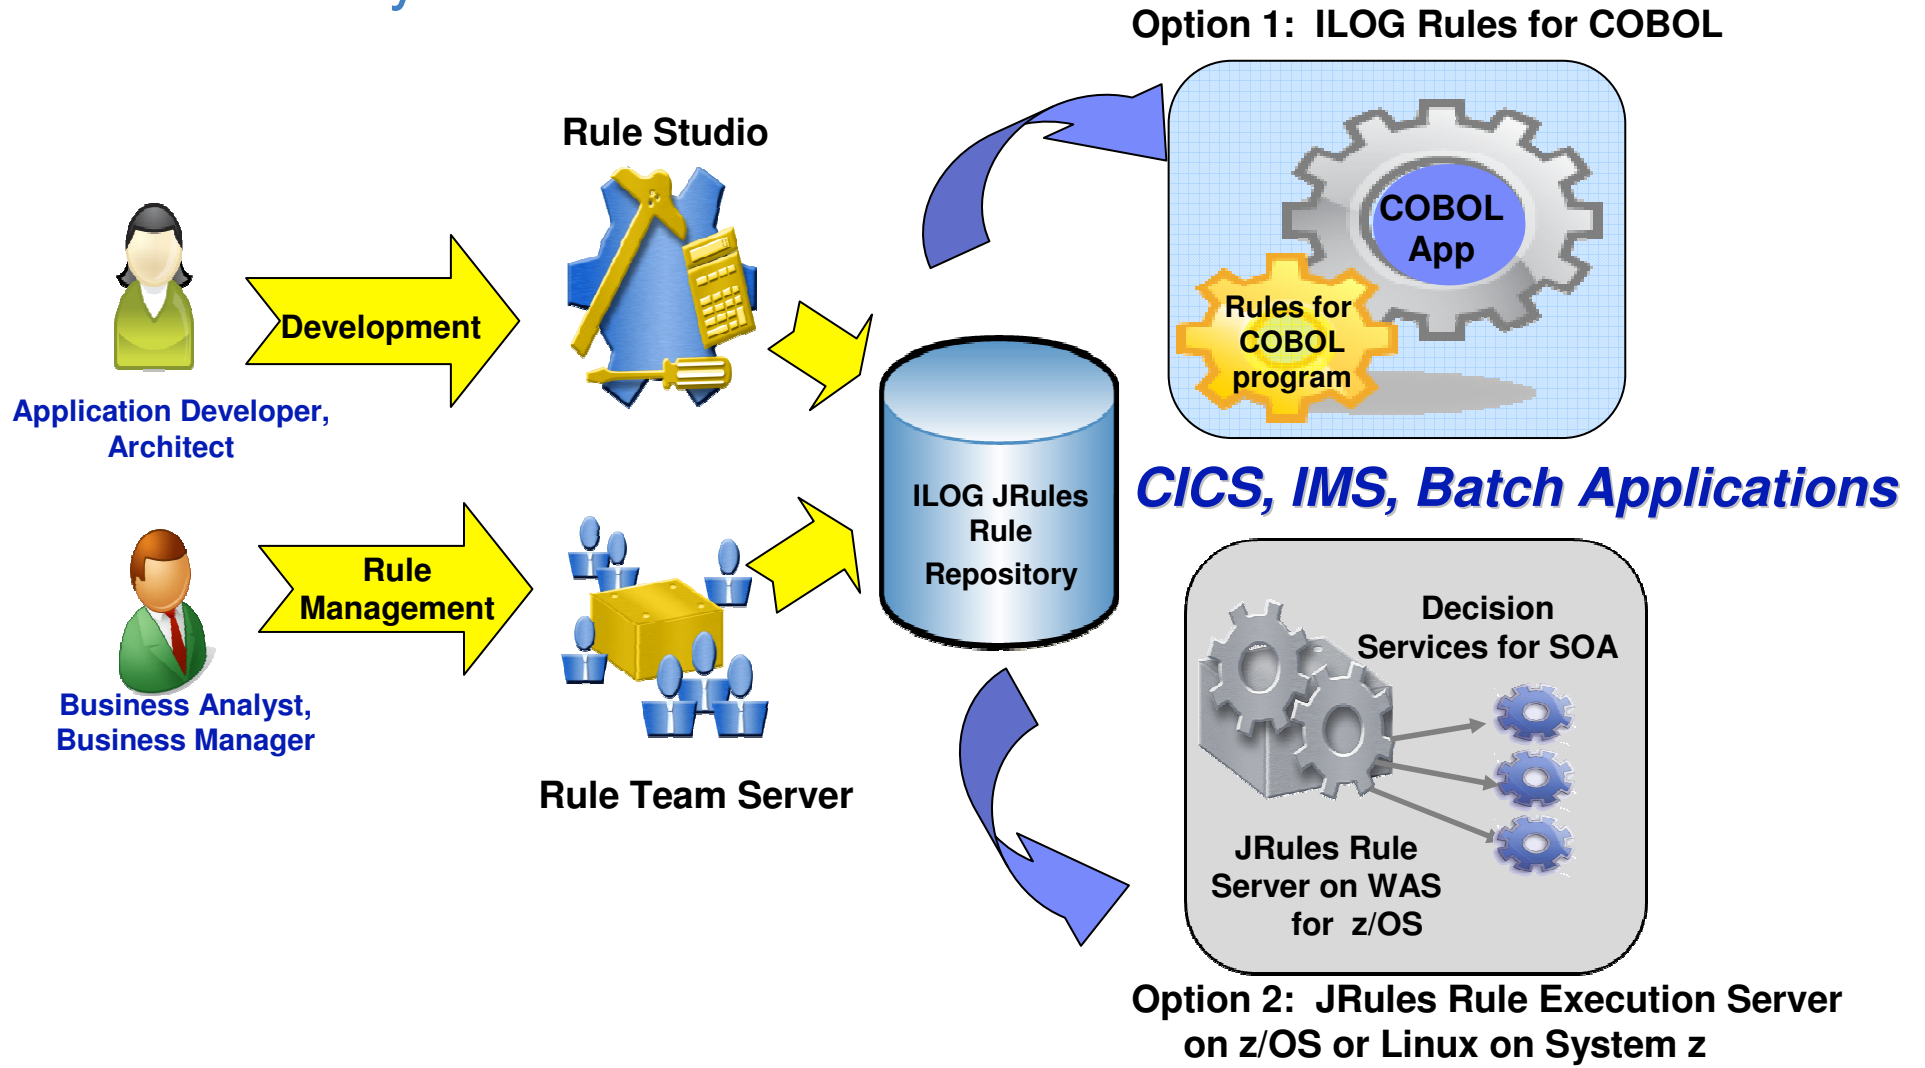 Option 1: ILOG Rules for COBOL
Rule Studio
COBOL
App
Rules for
COBOL
program
Development
Application Developer,
Architect
ILOG JRules
Rule
Repository
CICS, IMS, Batch Applications
Rule
Management
Business Analyst,
Business Manager
Rule Team Server
Decision
Services for SOA
JRules Rule
Server on WAS
for z/OS
Option 2: JRules Rule Execution Server
on z/OS or Linux on System z